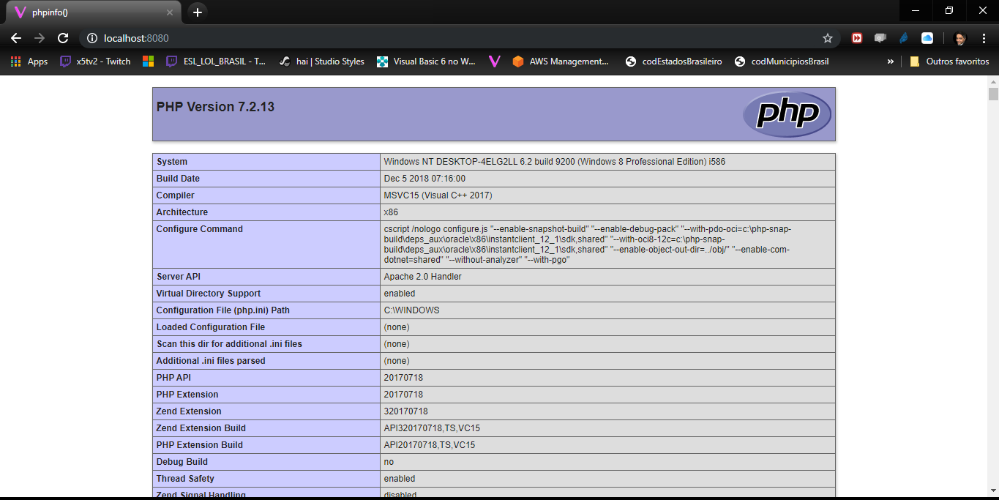 phpinfo()
localhost:8080
Apps
x5tv2 - Twitch
ESL_LOL_BRASIL - T...
hai | Studio Styles
Visual Basic 6 no W...
AWS Management...
codEstadosBrasileiro
codMunicipiosBrasil
»
Outros favoritos
PHP Version 7.2.13
php
System Windows NT DESKTOP-4ELG2LL 6.2 build 9200 (Windows 8 Professional Edition) i586
Build Date Dec 5 2018 07:16:00
Compiler MSVC15 (Visual C++ 2017)
Architecture x86
Configure Command cscript /nologo configure.js "--enable-snapshot-build" "--enable-debug-pack" "--with-pdo-oci=c:\php-snap-
build\deps_aux\oracle\x86\instantclient_12_1\sdk,shared" "--with-oci8-12c=c:\php-snap-
build\deps_aux\oracle\x86\instantclient_12_1\sdk,shared" "--enable-object-out-dir=../obj/" "--enable-com-
dotnet=shared" "--without-analyzer" "--with-pgo"
Server API Apache 2.0 Handler
Virtual Directory Support enabled
Configuration File (php.ini) Path C:\WINDOWS
Loaded Configuration File (none)
Scan this dir for additional .ini files (none)
Additional .ini files parsed (none)
PHP API 20170718
PHP Extension 20170718
Zend Extension 320170718
Zend Extension Build API320170718,TS,VC15
PHP Extension Build API20170718,TS,VC15
Debug Build no
Thread Safety enabled
Zend Signal Handling disabled